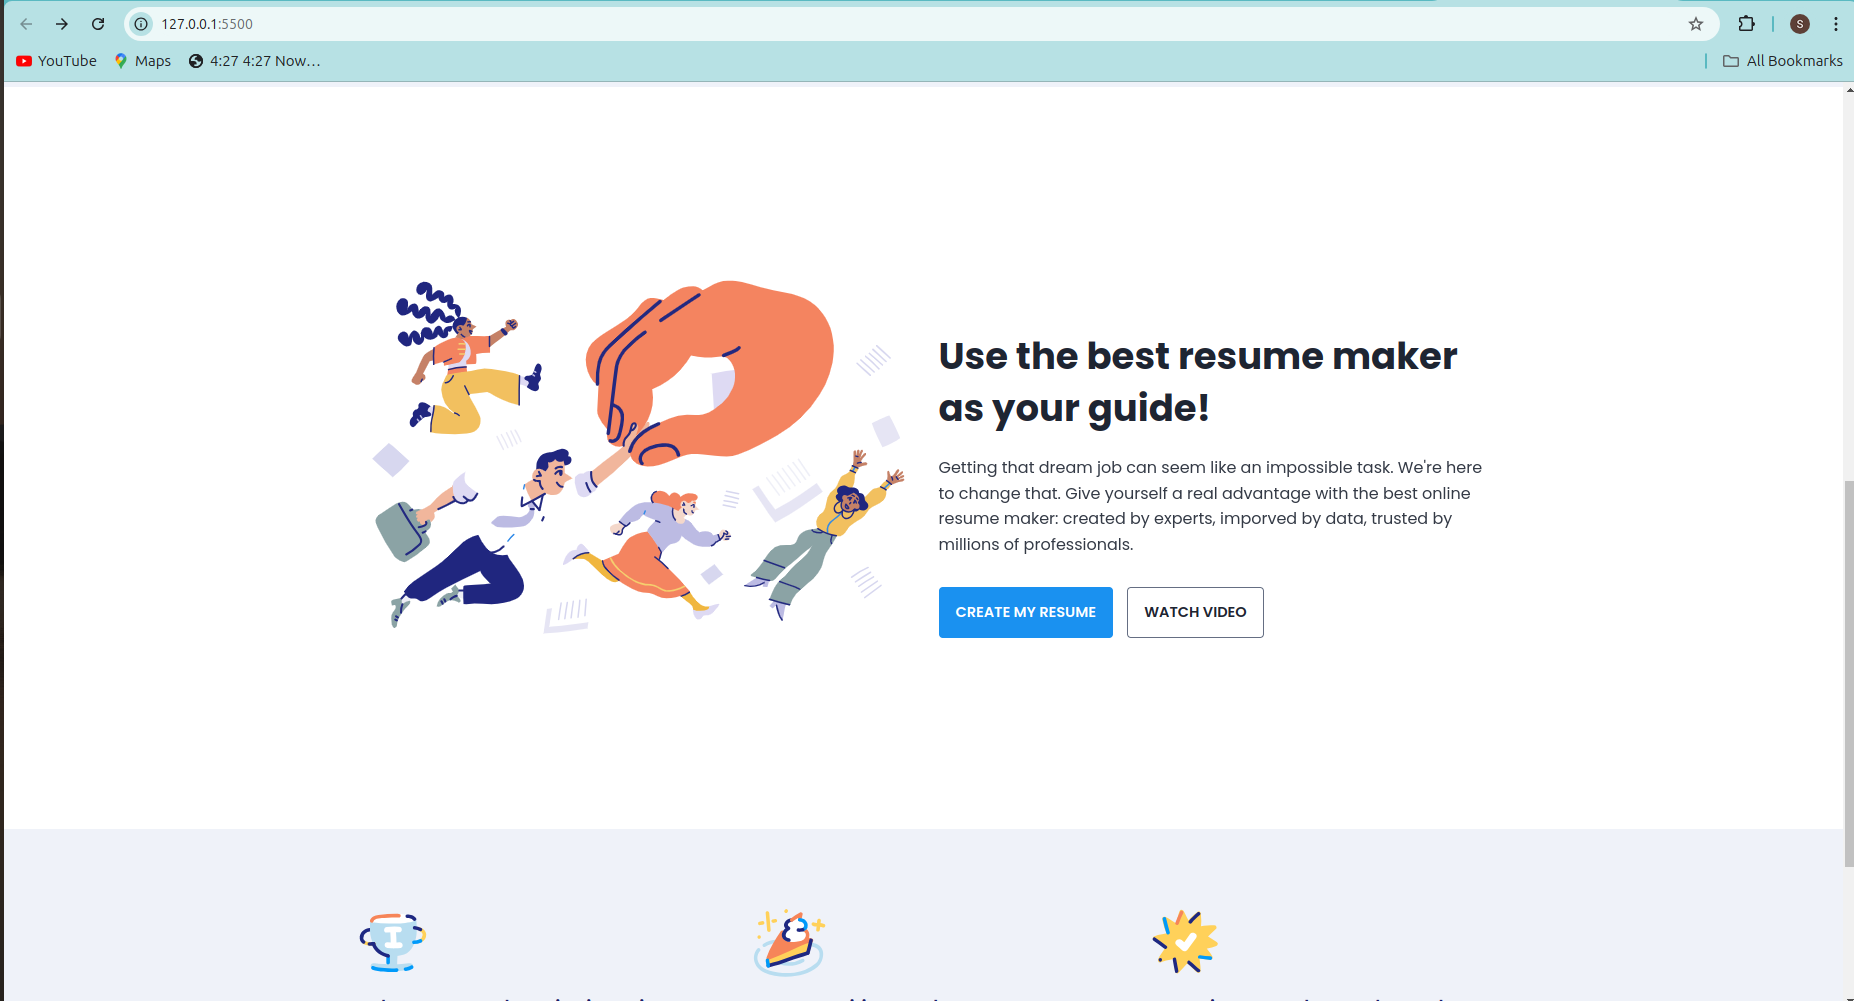 127.0.0.1:5500
S
YouTube
Maps
4:27 4:27 Now...
All Bookmarks
Use the best resume maker
as your guide!
Getting that dream job can seem like an impossible task. We're here
to change that. Give yourself a real advantage with the best online
resume maker: created by experts, imporved by data, trusted by
millions of professionals.
CREATE MY RESUME
WATCH VIDEO